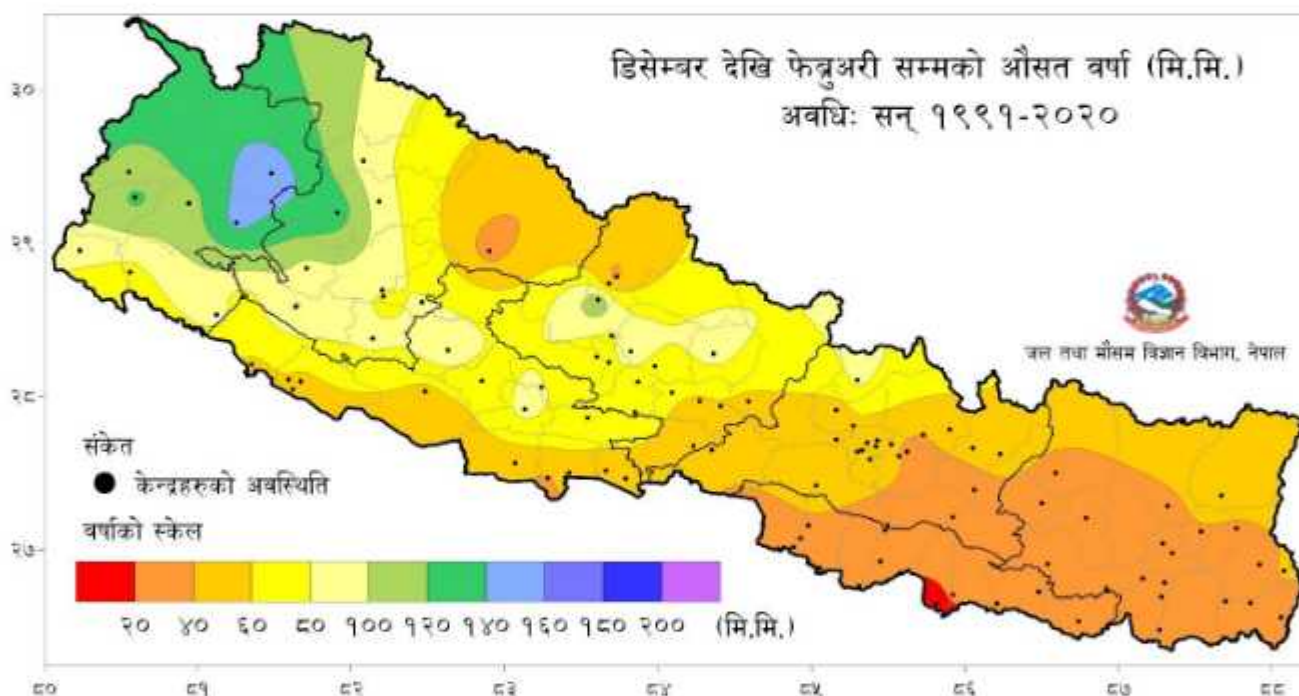 डिसेम्बर देखि फेब्रुअरी सम्मको औसत वर्षा (मि.मि.)
अवधिः सन् १९९१-२०२०
३०
२९
२८
२७
जल तथा मौसम विज्ञान विभाग, नेपाल
संकेत
केन्द्रहरुको अवस्थिति
वर्षाको स्केल
२० ४० ६० ८० १०० १२० १४० १६० १८० २०० (मि.मि.)
८० ८१ ८२ ८३ ८४ ८५ ८६ ८७ ८८